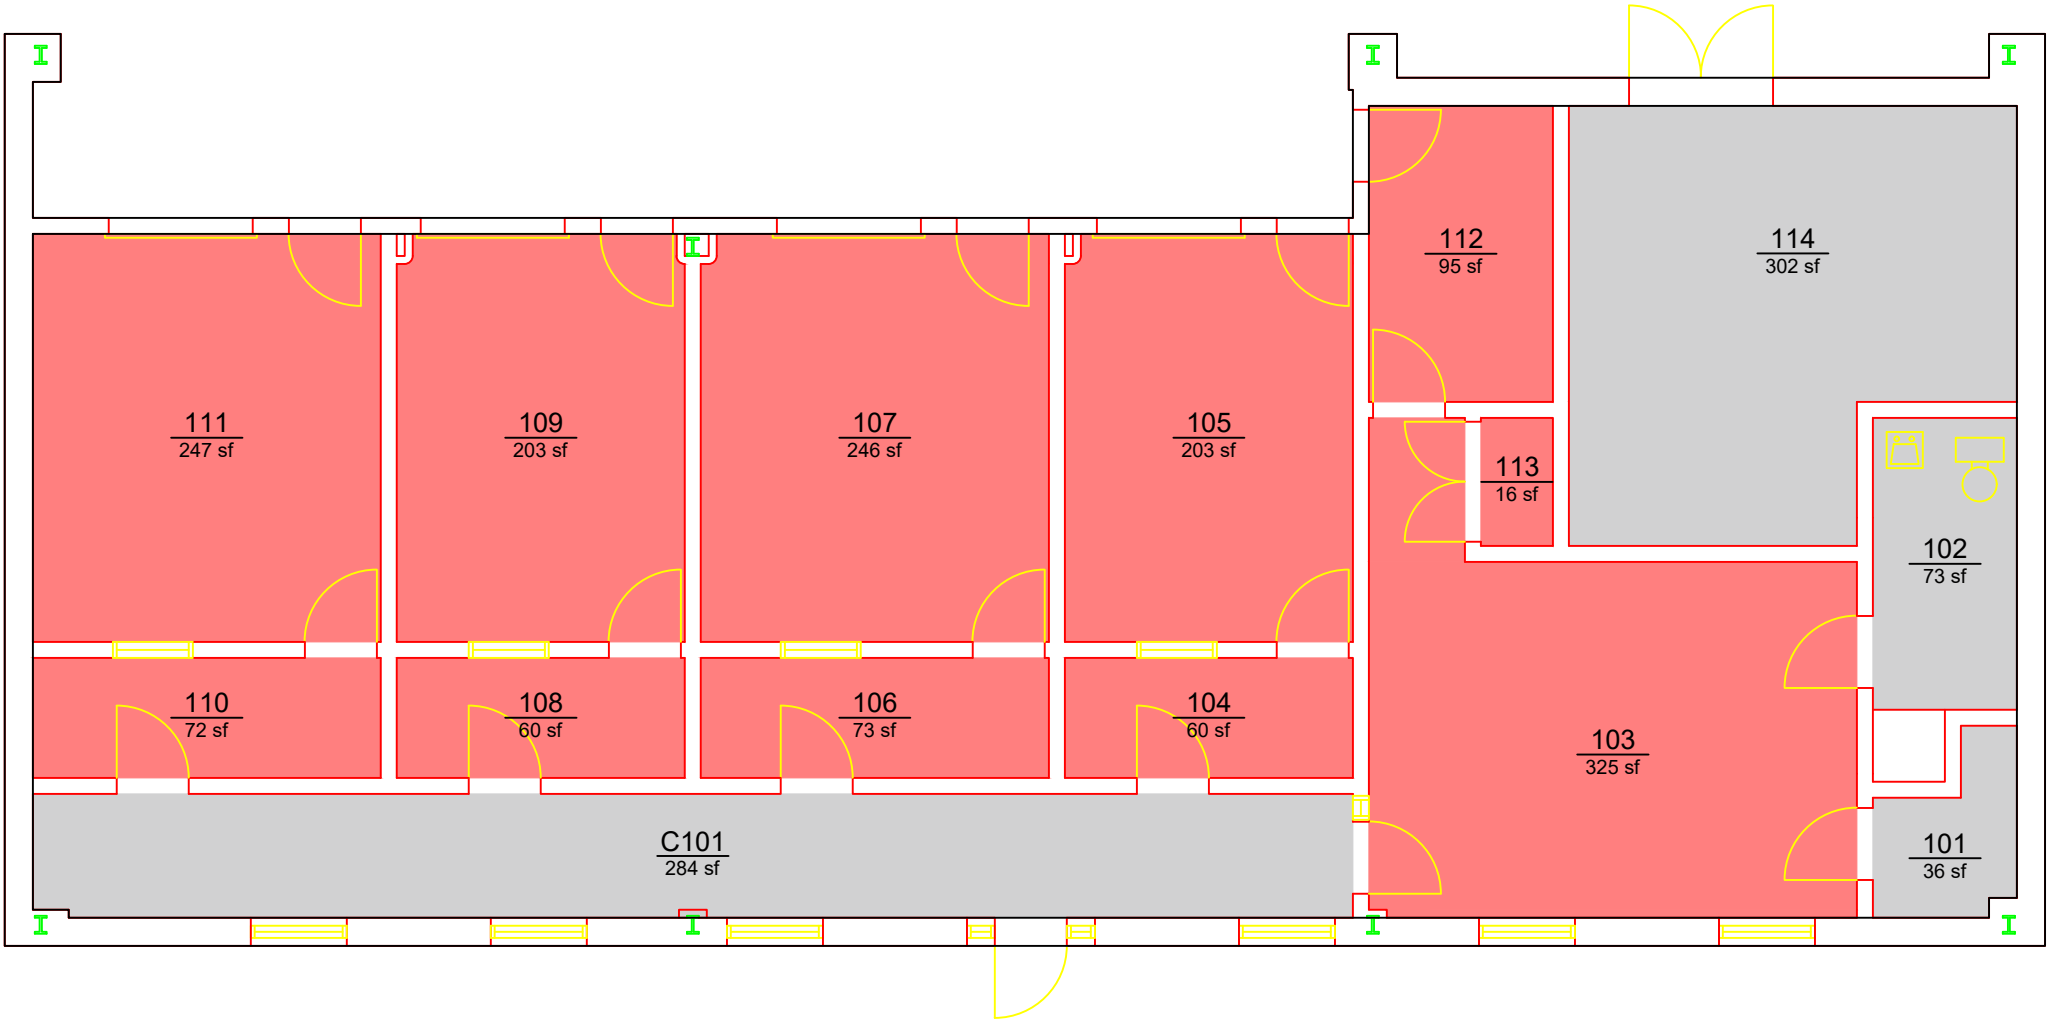 112
95 sf
114
302 sf
111
247 sf
109
203 sf
107
246 sf
105
203 sf
113
16 sf
102
73 sf
110
72 sf
108
60 sf
106
73 sf
104
60 sf
103
325 sf
C101
284 sf
101
36 sf